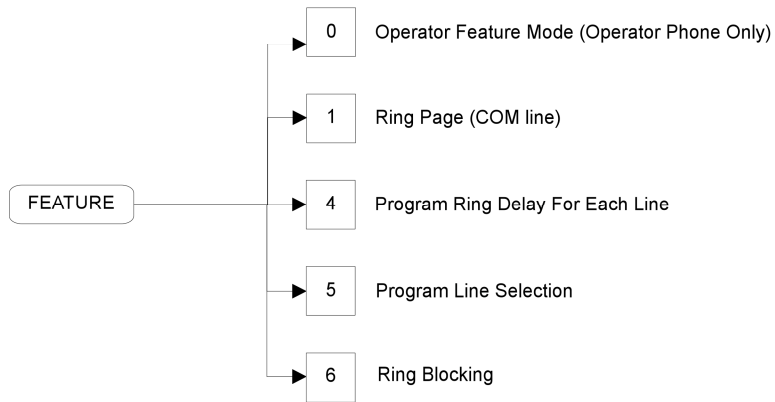 0 Operator Feature Mode (Operator Phone Only)
1 Ring Page (COM line)
FEATURE
4 Program Ring Delay For Each Line
5 Program Line Selection
6 Ring Blocking